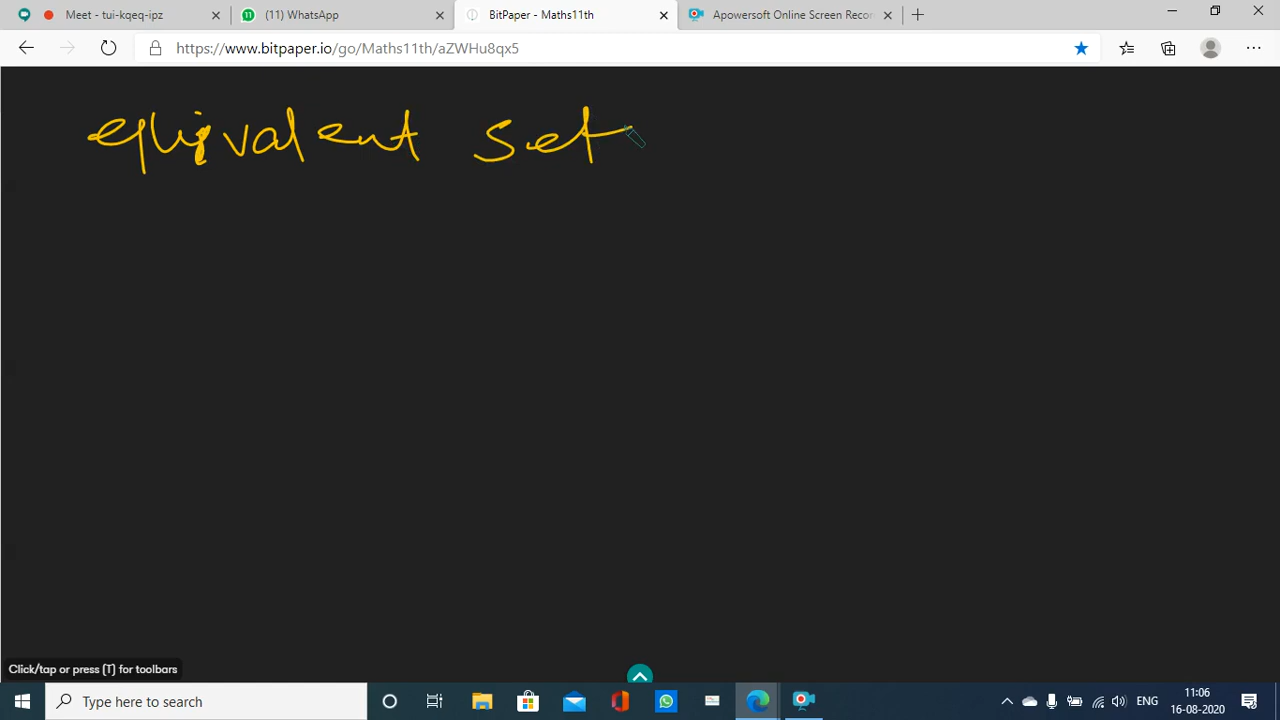 Meet - tui-kqeq-ipz
(11) WhatsApp
BitPaper - Maths11th
Apowersoft Online Screen Recor
https://www.bitpaper.io/go/Maths11th/aZWHu8qx5
equivalent set
Click/tap or press [T] for toolbars
Type here to search
ENG
11:06
16-08-2020